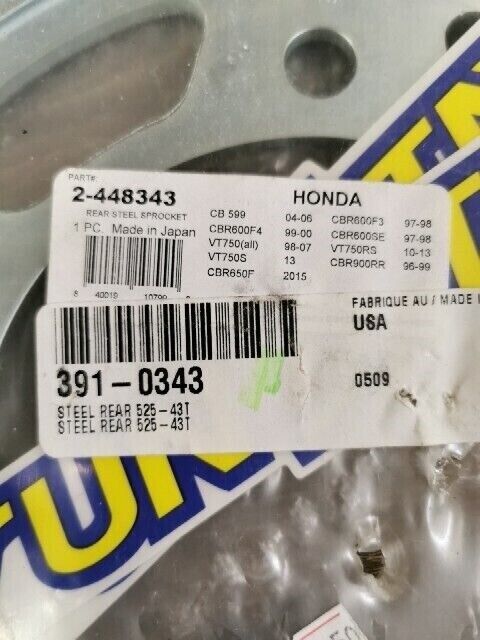 PART#:
2-448343 HONDA
REAR STEEL SPROCKET
1 PC. Made in Japan
CB 599 04-06 CBR600F3 97-98
CBR600F4 99-00 CBR600SE 97-98
VT750(all) 98-07 VT750RS 10-13
VT750S 13 CBR900RR 96-99
CBR650F 2015
FABRIQUE AU / MADE
USA
391-0343
0509
STEEL REAR 525-43T
STEEL REAR 525-43T